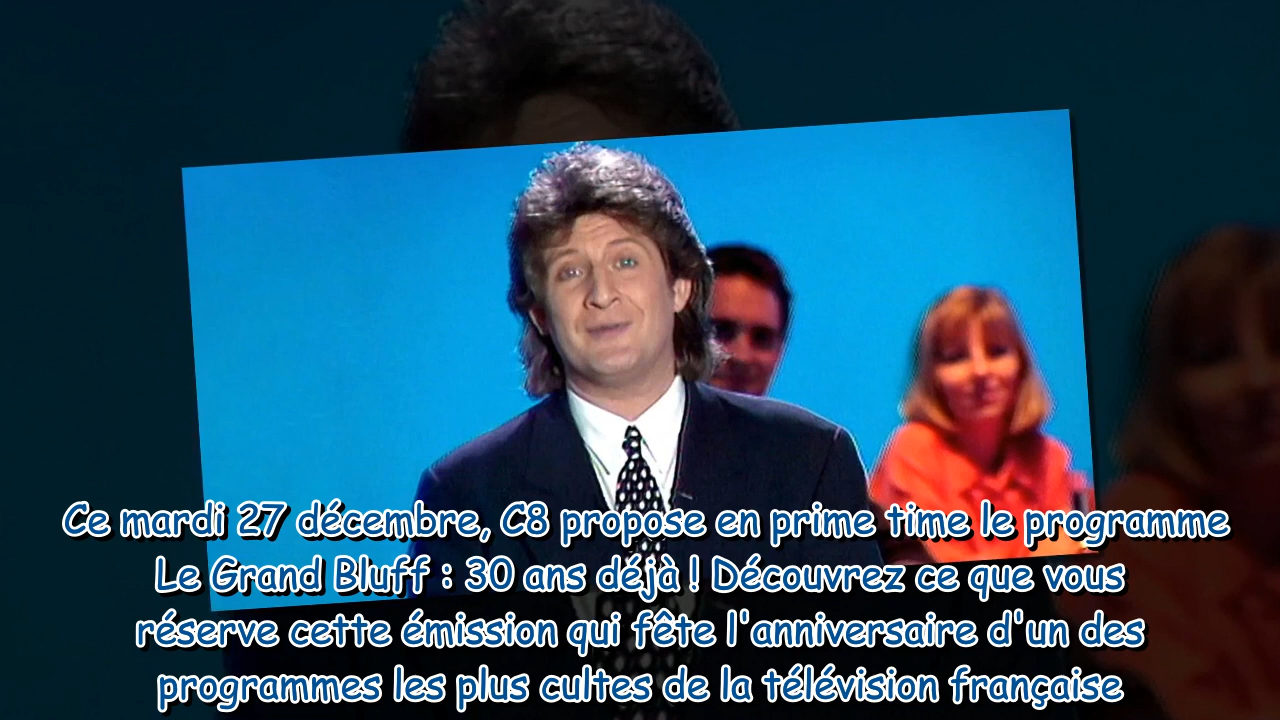 Ce mardi 27 décembre, C8 propose en prime time le programme
Le Grand Bluff : 30 ans déjà ! Découvrez ce que vous
réserve cette émission qui fête l'anniversaire d'un des
programmes les plus cultes de la télévision française